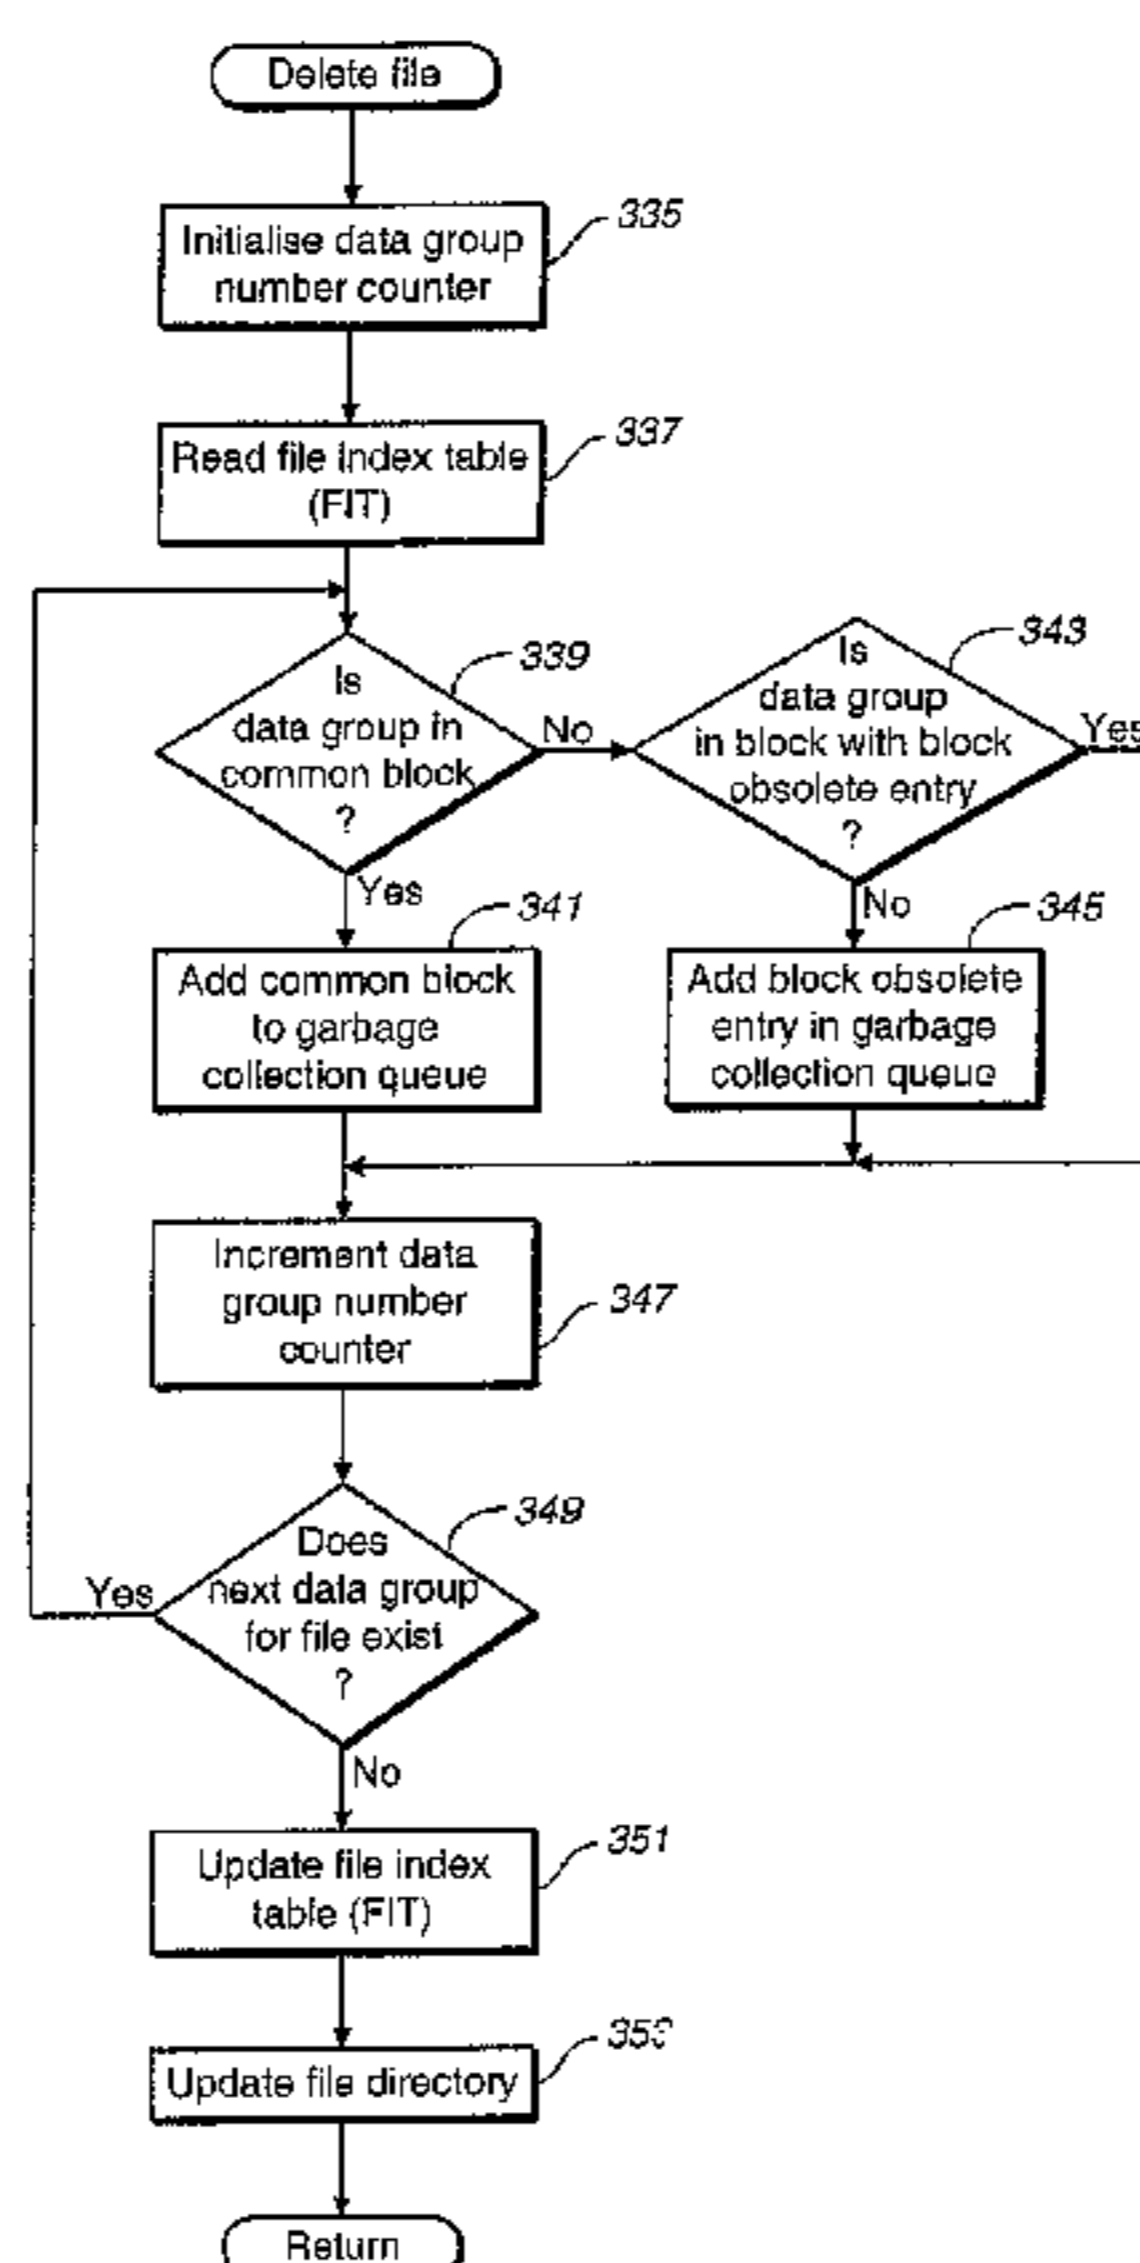 Delete file
Initialise data group
number counter
335
Read file index table
(FIT)
337
Is
data group in
common block
?
339
No
Is
data group
in block with block
obsolete entry
?
343
Yes
Yes
Add common block
to garbage
collection queue
341
No
Add block obsolete
entry in garbage
collection queue
345
Increment data
group number
counter
347
Does
next data group
for file exist
?
349
Yes
No
Update file index
table (FIT)
351
Update file directory
353
Return